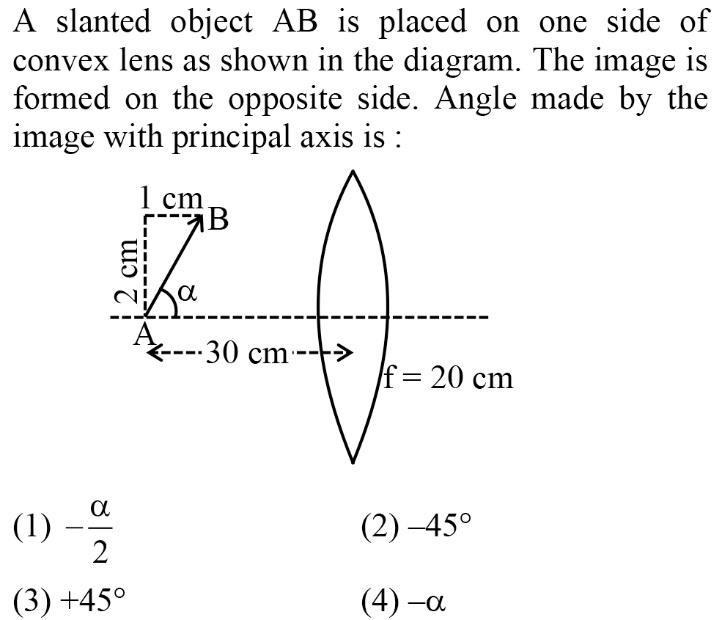 A slanted object AB is placed on one side of
convex lens as shown in the diagram. The image is
formed on the opposite side. Angle made by the
image with principal axis is :
1 cm
B
2 cm
α
A
30 cm
f = 20 cm
(1) –α/2 (2) –45°
(3) +45° (4) –α